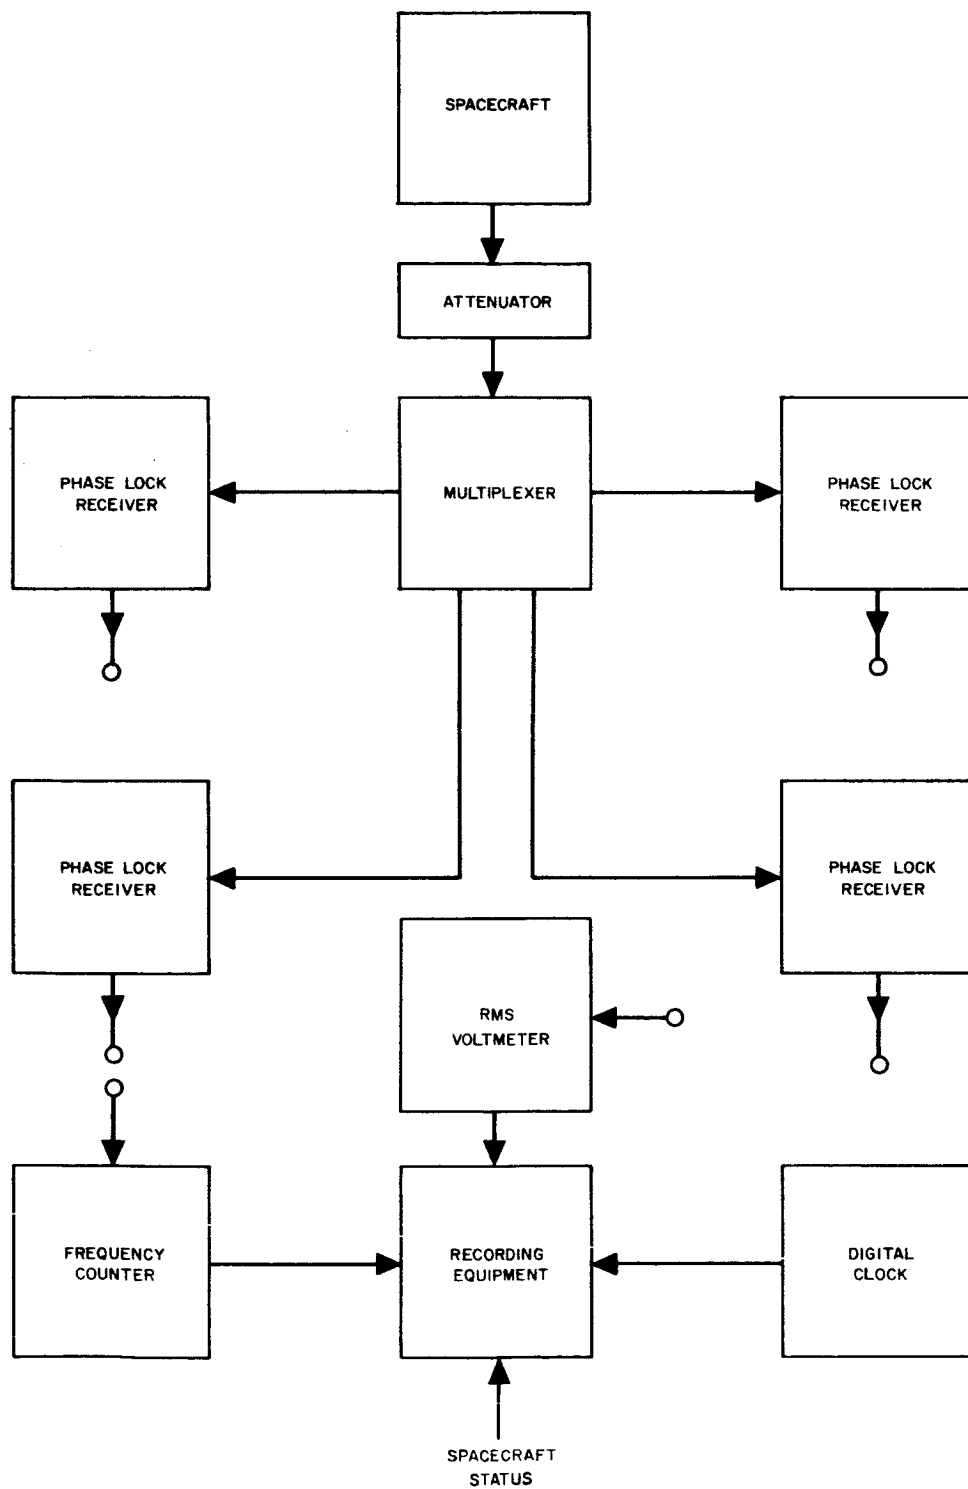 SPACECRAFT
ATTENUATOR
PHASE LOCK
RECEIVER
MULTIPLEXER
PHASE LOCK
RECEIVER
PHASE LOCK
RECEIVER
PHASE LOCK
RECEIVER
RMS
VOLTMETER
FREQUENCY
COUNTER
RECORDING
EQUIPMENT
DIGITAL
CLOCK
SPACECRAFT
STATUS